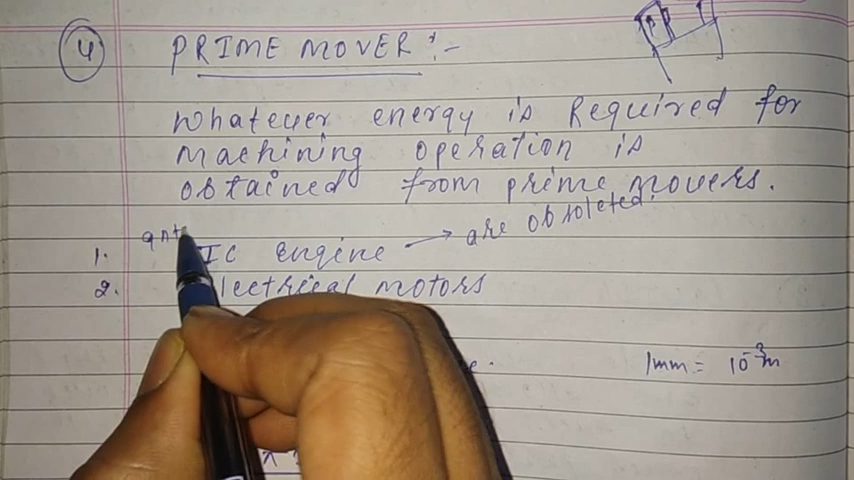 4 PRIME MOVER :-
Whatever energy is Required for
Machining operation is
obtained from prime movers.
1. IC engine → are obsoleted.
2. lectrical motors
1mm = 10⁻³m